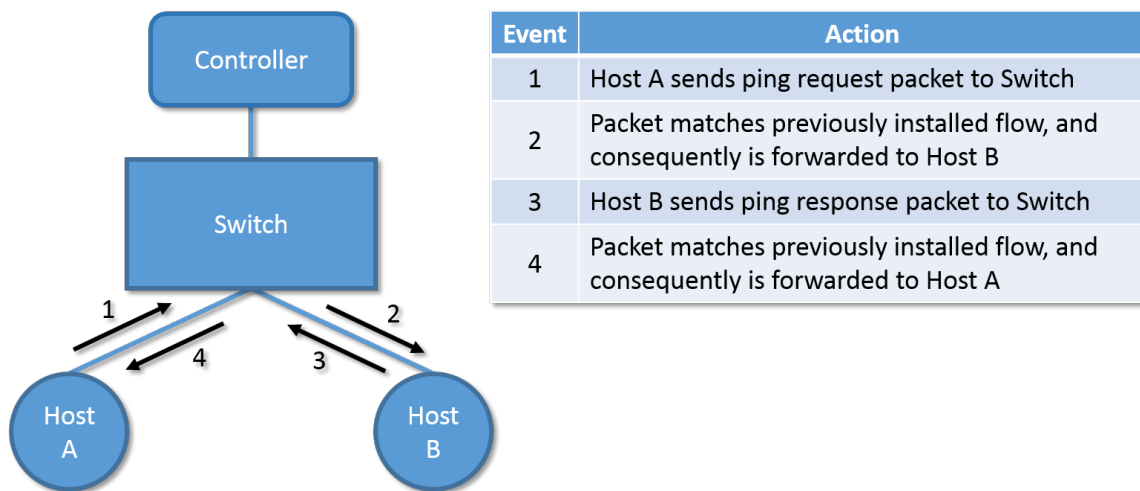 Controller
Switch
1
2
3
4
Host
A
Host
B
Event Action
1 Host A sends ping request packet to Switch
2 Packet matches previously installed flow, and
consequently is forwarded to Host B
3 Host B sends ping response packet to Switch
4 Packet matches previously installed flow, and
consequently is forwarded to Host A